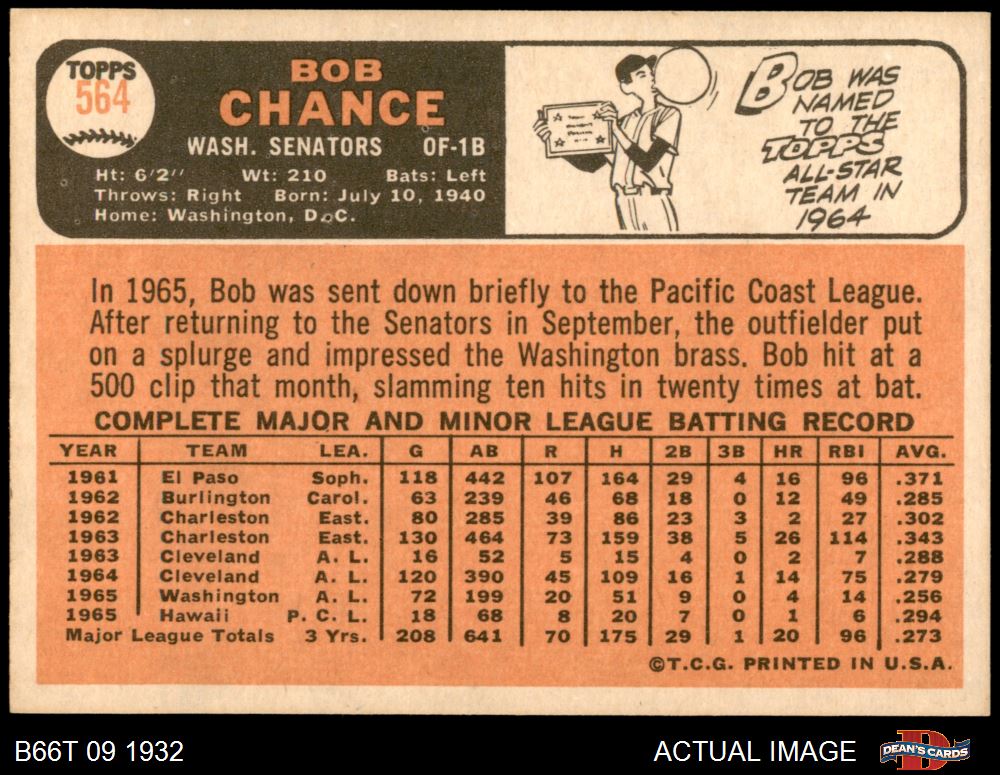 TOPPS
564
BOB
CHANCE
WASH. SENATORS OF-1B
Ht: 6'2'' Wt: 210 Bats: Left
Throws: Right Born: July 10, 1940
Home: Washington, D.C.
BOB WAS
NAMED
TO THE
TOPPS
ALL-STAR
TEAM IN
1964
In 1965, Bob was sent down briefly to the Pacific Coast League.
After returning to the Senators in September, the outfielder put
on a splurge and impressed the Washington brass. Bob hit at a
500 clip that month, slamming ten hits in twenty times at bat.
COMPLETE MAJOR AND MINOR LEAGUE BATTING RECORD
YEAR TEAM LEA. G AB R H 2B 3B HR RBI AVG.
1961 El Paso Soph. 118 442 107 164 29 4 16 96 .371
1962 Burlington Carol. 63 239 46 68 18 0 12 49 .285
1962 Charleston East. 80 285 39 86 23 3 2 27 .302
1963 Charleston East. 130 464 73 159 38 5 26 114 .343
1963 Cleveland A. L. 16 52 5 15 4 0 2 7 .288
1964 Cleveland A. L. 120 390 45 109 16 1 14 75 .279
1965 Washington A. L. 72 199 20 51 9 0 4 14 .256
1965 Hawaii P. C. L. 18 68 8 20 7 0 1 6 .294
Major League Totals 3 Yrs. 208 641 70 175 29 1 20 96 .273
©T.C.G. PRINTED IN U.S.A.
B66T 09 1932 ACTUAL IMAGE DEAN'S CARDS